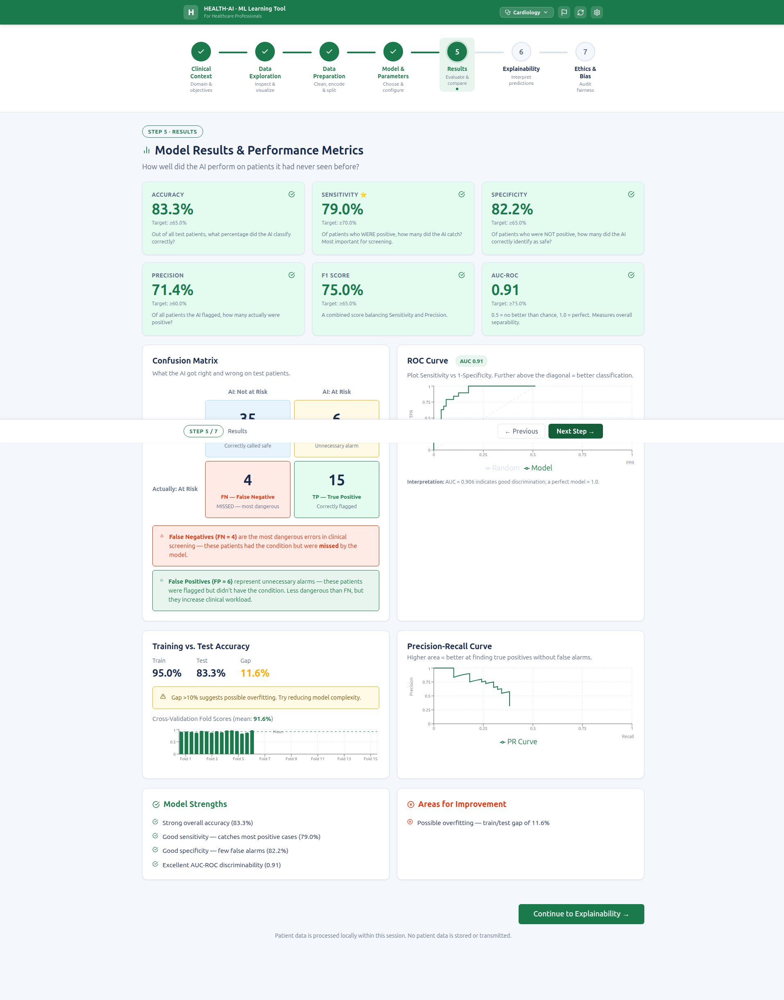 H
HEALTH-AI · ML Learning Tool
For Healthcare Professionals
Cardiology
Clinical
Context
Domain &
objectives
Data
Exploration
Inspect &
visualize
Data
Preparation
Clean, encode
& split
Model &
Parameters
Choose &
configure
5
Results
Evaluate &
compare
6
Explainability
Interpret
predictions
7
Ethics &
Bias
Audit
fairness
STEP 5 · RESULTS
Model Results & Performance Metrics
How well did the AI perform on patients it had never seen before?
ACCURACY
83.3%
Target: ≥65.0%
Out of all test patients, what percentage did the AI classify
correctly?
SENSITIVITY ⭐
79.0%
Target: ≥70.0%
Of patients who WERE positive, how many did the AI catch?
Most important for screening.
SPECIFICITY
82.2%
Target: ≥65.0%
Of patients who were NOT positive, how many did the AI
correctly identify as safe?
PRECISION
71.4%
Target: ≥60.0%
Of all patients the AI flagged, how many actually were
positive?
F1 SCORE
75.0%
Target: ≥65.0%
A combined score balancing Sensitivity and Precision.
AUC-ROC
0.91
Target: ≥75.0%
0.5 = no better than chance, 1.0 = perfect. Measures overall
separability.
Confusion Matrix
What the AI got right and wrong on test patients.
AI: Not at Risk
AI: At Risk
35
6
Correctly called safe
Unnecessary alarm
Actually: At Risk
4
FN — False Negative
MISSED — most dangerous
15
TP — True Positive
Correctly flagged
False Negatives (FN = 4) are the most dangerous errors in clinical
screening — these patients had the condition but were missed by the
model.
False Positives (FP = 6) represent unnecessary alarms — these patients
were flagged but didn't have the condition. Less dangerous than FN, but
they increase clinical workload.
ROC Curve
AUC 0.91
Plot Sensitivity vs 1-Specificity. Further above the diagonal = better classification.
1
0.75
0.5
TPR
0
0
0.25
0.5
0.75
1
FPR
Random
Model
Interpretation: AUC = 0.906 indicates good discrimination; a perfect model = 1.0.
STEP 5 / 7
Results
← Previous
Next Step →
Training vs. Test Accuracy
Train
95.0%
Test
83.3%
Gap
11.6%
Gap >10% suggests possible overfitting. Try reducing model complexity.
Cross-Validation Fold Scores (mean: 91.6%)
1
0.5
0
Mean
Fold 1
Fold 3
Fold 5
Fold 7
Fold 9
Fold 11
Fold 13
Fold 15
Precision-Recall Curve
Higher area = better at finding true positives without false alarms.
1
0.75
0.5
0.25
0
Precision
0
0.25
0.5
0.75
1
Recall
PR Curve
Model Strengths
Strong overall accuracy (83.3%)
Good sensitivity — catches most positive cases (79.0%)
Good specificity — few false alarms (82.2%)
Excellent AUC-ROC discriminability (0.91)
Areas for Improvement
Possible overfitting — train/test gap of 11.6%
Continue to Explainability →
Patient data is processed locally within this session. No patient data is stored or transmitted.